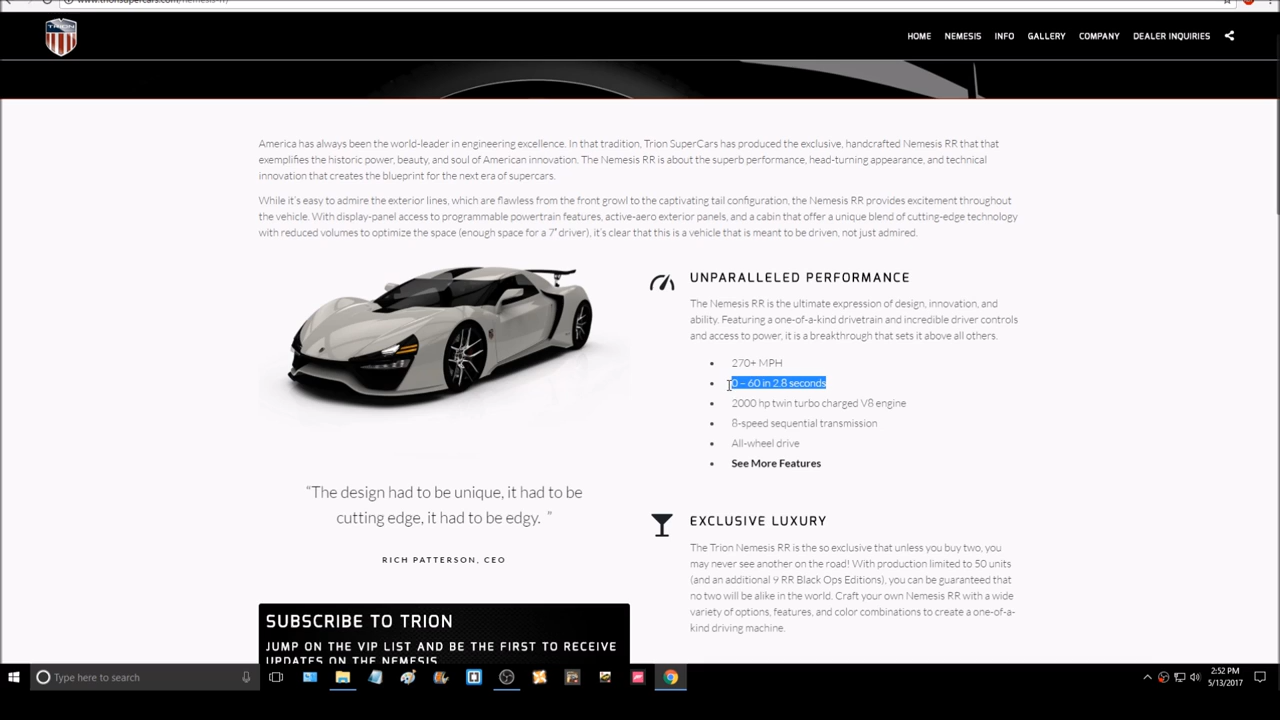 www.trionsupercars.com/nemesis-rr/
TRION
HOME NEMESIS INFO GALLERY COMPANY DEALER INQUIRIES
America has always been the world-leader in engineering excellence. In that tradition, Trion SuperCars has produced the exclusive, handcrafted Nemesis RR that that
exemplifies the historic power, beauty, and soul of American innovation. The Nemesis RR is about the superb performance, head-turning appearance, and technical
innovation that creates the blueprint for the next era of supercars.
While it's easy to admire the exterior lines, which are flawless from the front growl to the captivating tail configuration, the Nemesis RR provides excitement throughout
the vehicle. With display-panel access to programmable powertrain features, active-aero exterior panels, and a cabin that offer a unique blend of cutting-edge technology
with reduced volumes to optimize the space (enough space for a 7" driver), it's clear that this is a vehicle that is meant to be driven, not just admired.
UNPARALLELED PERFORMANCE
The Nemesis RR is the ultimate expression of design, innovation, and
ability. Featuring a one-of-a-kind drivetrain and incredible driver controls
and access to power, it is a breakthrough that sets it above all others.
• 270+ MPH
• 0 – 60 in 2.8 seconds
• 2000 hp twin turbo charged V8 engine
• 8-speed sequential transmission
• All-wheel drive
• See More Features
“The design had to be unique, it had to be
cutting edge, it had to be edgy. ”
RICH PATTERSON, CEO
EXCLUSIVE LUXURY
The Trion Nemesis RR is the so exclusive that unless you buy two, you
may never see another on the road! With production limited to 50 units
(and an additional 9 RR Black Ops Editions), you can be guaranteed that
no two will be alike in the world. Craft your own Nemesis RR with a wide
variety of options, features, and color combinations to create a one-of-a-
kind driving machine.
SUBSCRIBE TO TRION
JUMP ON THE VIP LIST AND BE THE FIRST TO RECEIVE
UPDATES ON THE NEMESIS
Type here to search
2:52 PM
5/13/2017